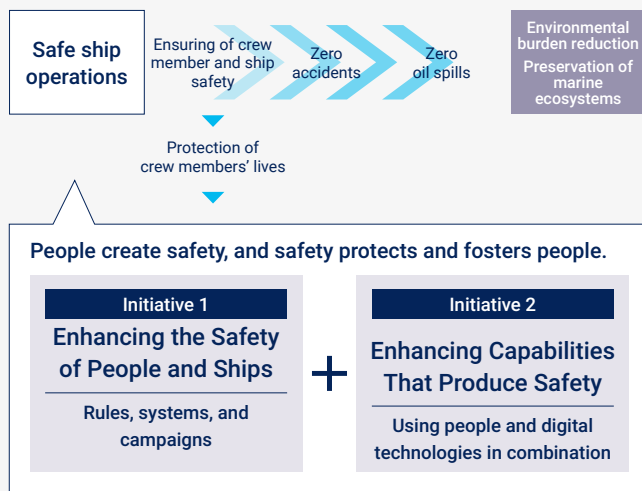 Safe ship
operations
Ensuring of crew
member and ship
safety
Zero
accidents
Zero
oil spills
Environmental
burden reduction
Preservation of
marine
ecosystems
Protection of
crew members’ lives
People create safety, and safety protects and fosters people.
Initiative 1
Enhancing the Safety
of People and Ships
Rules, systems, and
campaigns
+
Initiative 2
Enhancing Capabilities
That Produce Safety
Using people and digital
technologies in combination